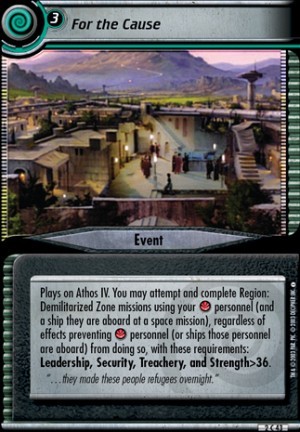 3
For the Cause
Event
Plays on Athos IV. You may attempt and complete Region:
Demilitarized Zone missions using your personnel (and
a ship they are aboard at a space mission), regardless of
effects preventing personnel (or ships those personnel
are aboard) from doing so, with these requirements:
Leadership, Security, Treachery, and Strength>36.
"…they made these people refugees overnight."
2 C 43